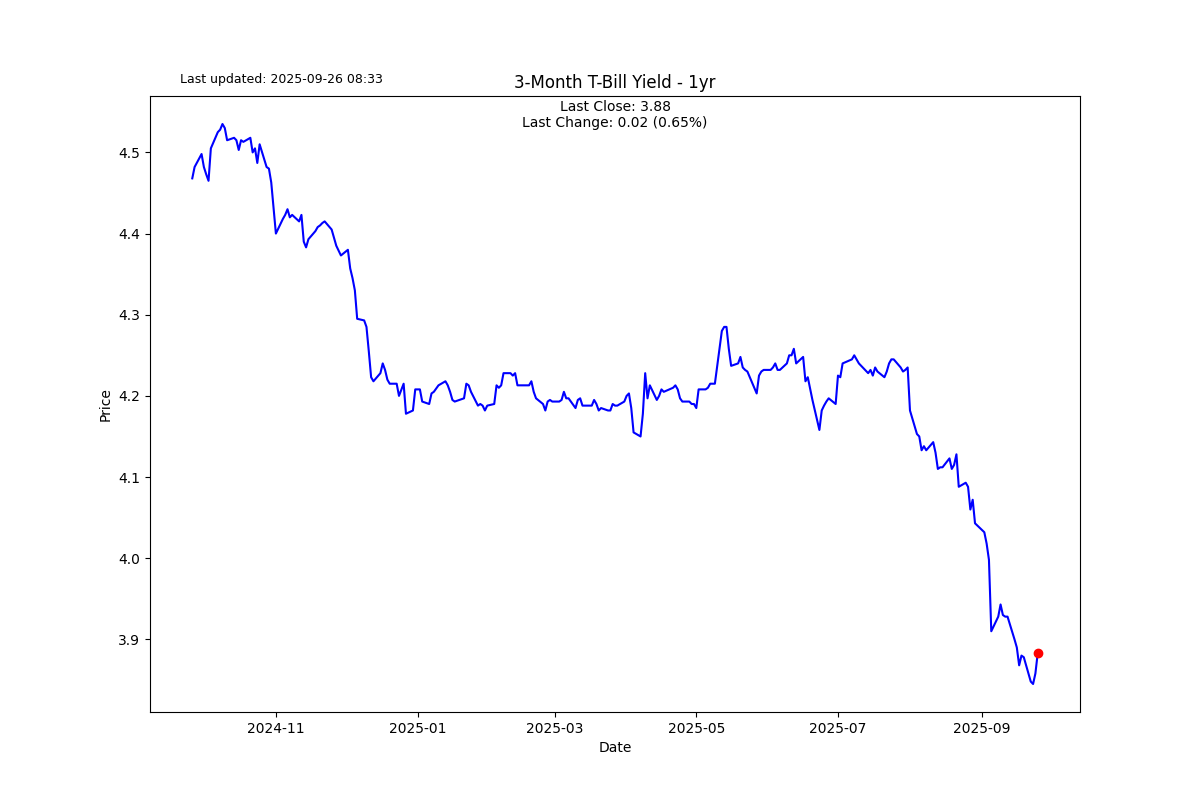 Last updated: 2025-09-26 08:33
3-Month T-Bill Yield - 1yr
Last Close: 3.88
Last Change: 0.02 (0.65%)
4.5
4.4
4.3
4.2
4.1
4.0
3.9
Price
2024-11 2025-01 2025-03 2025-05 2025-07 2025-09
Date